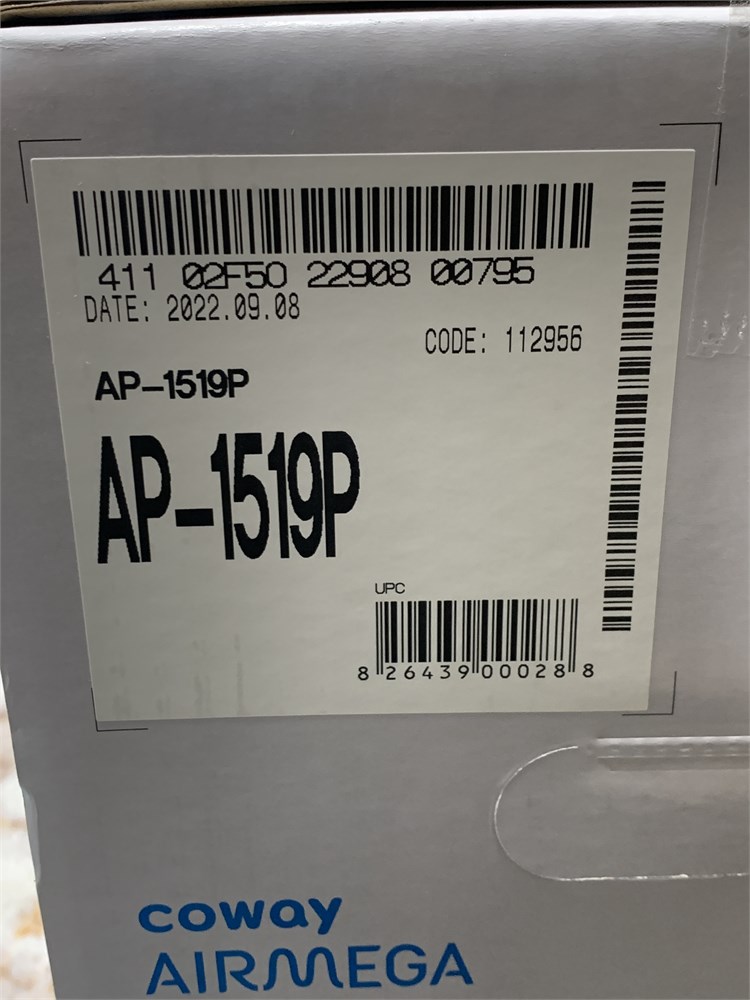 411 02F50 22908 00795
DATE: 2022.09.08
CODE: 112956
AP-1519P
AP-1519P
UPC
8 26439 00028 8
coway
AIRMEGA